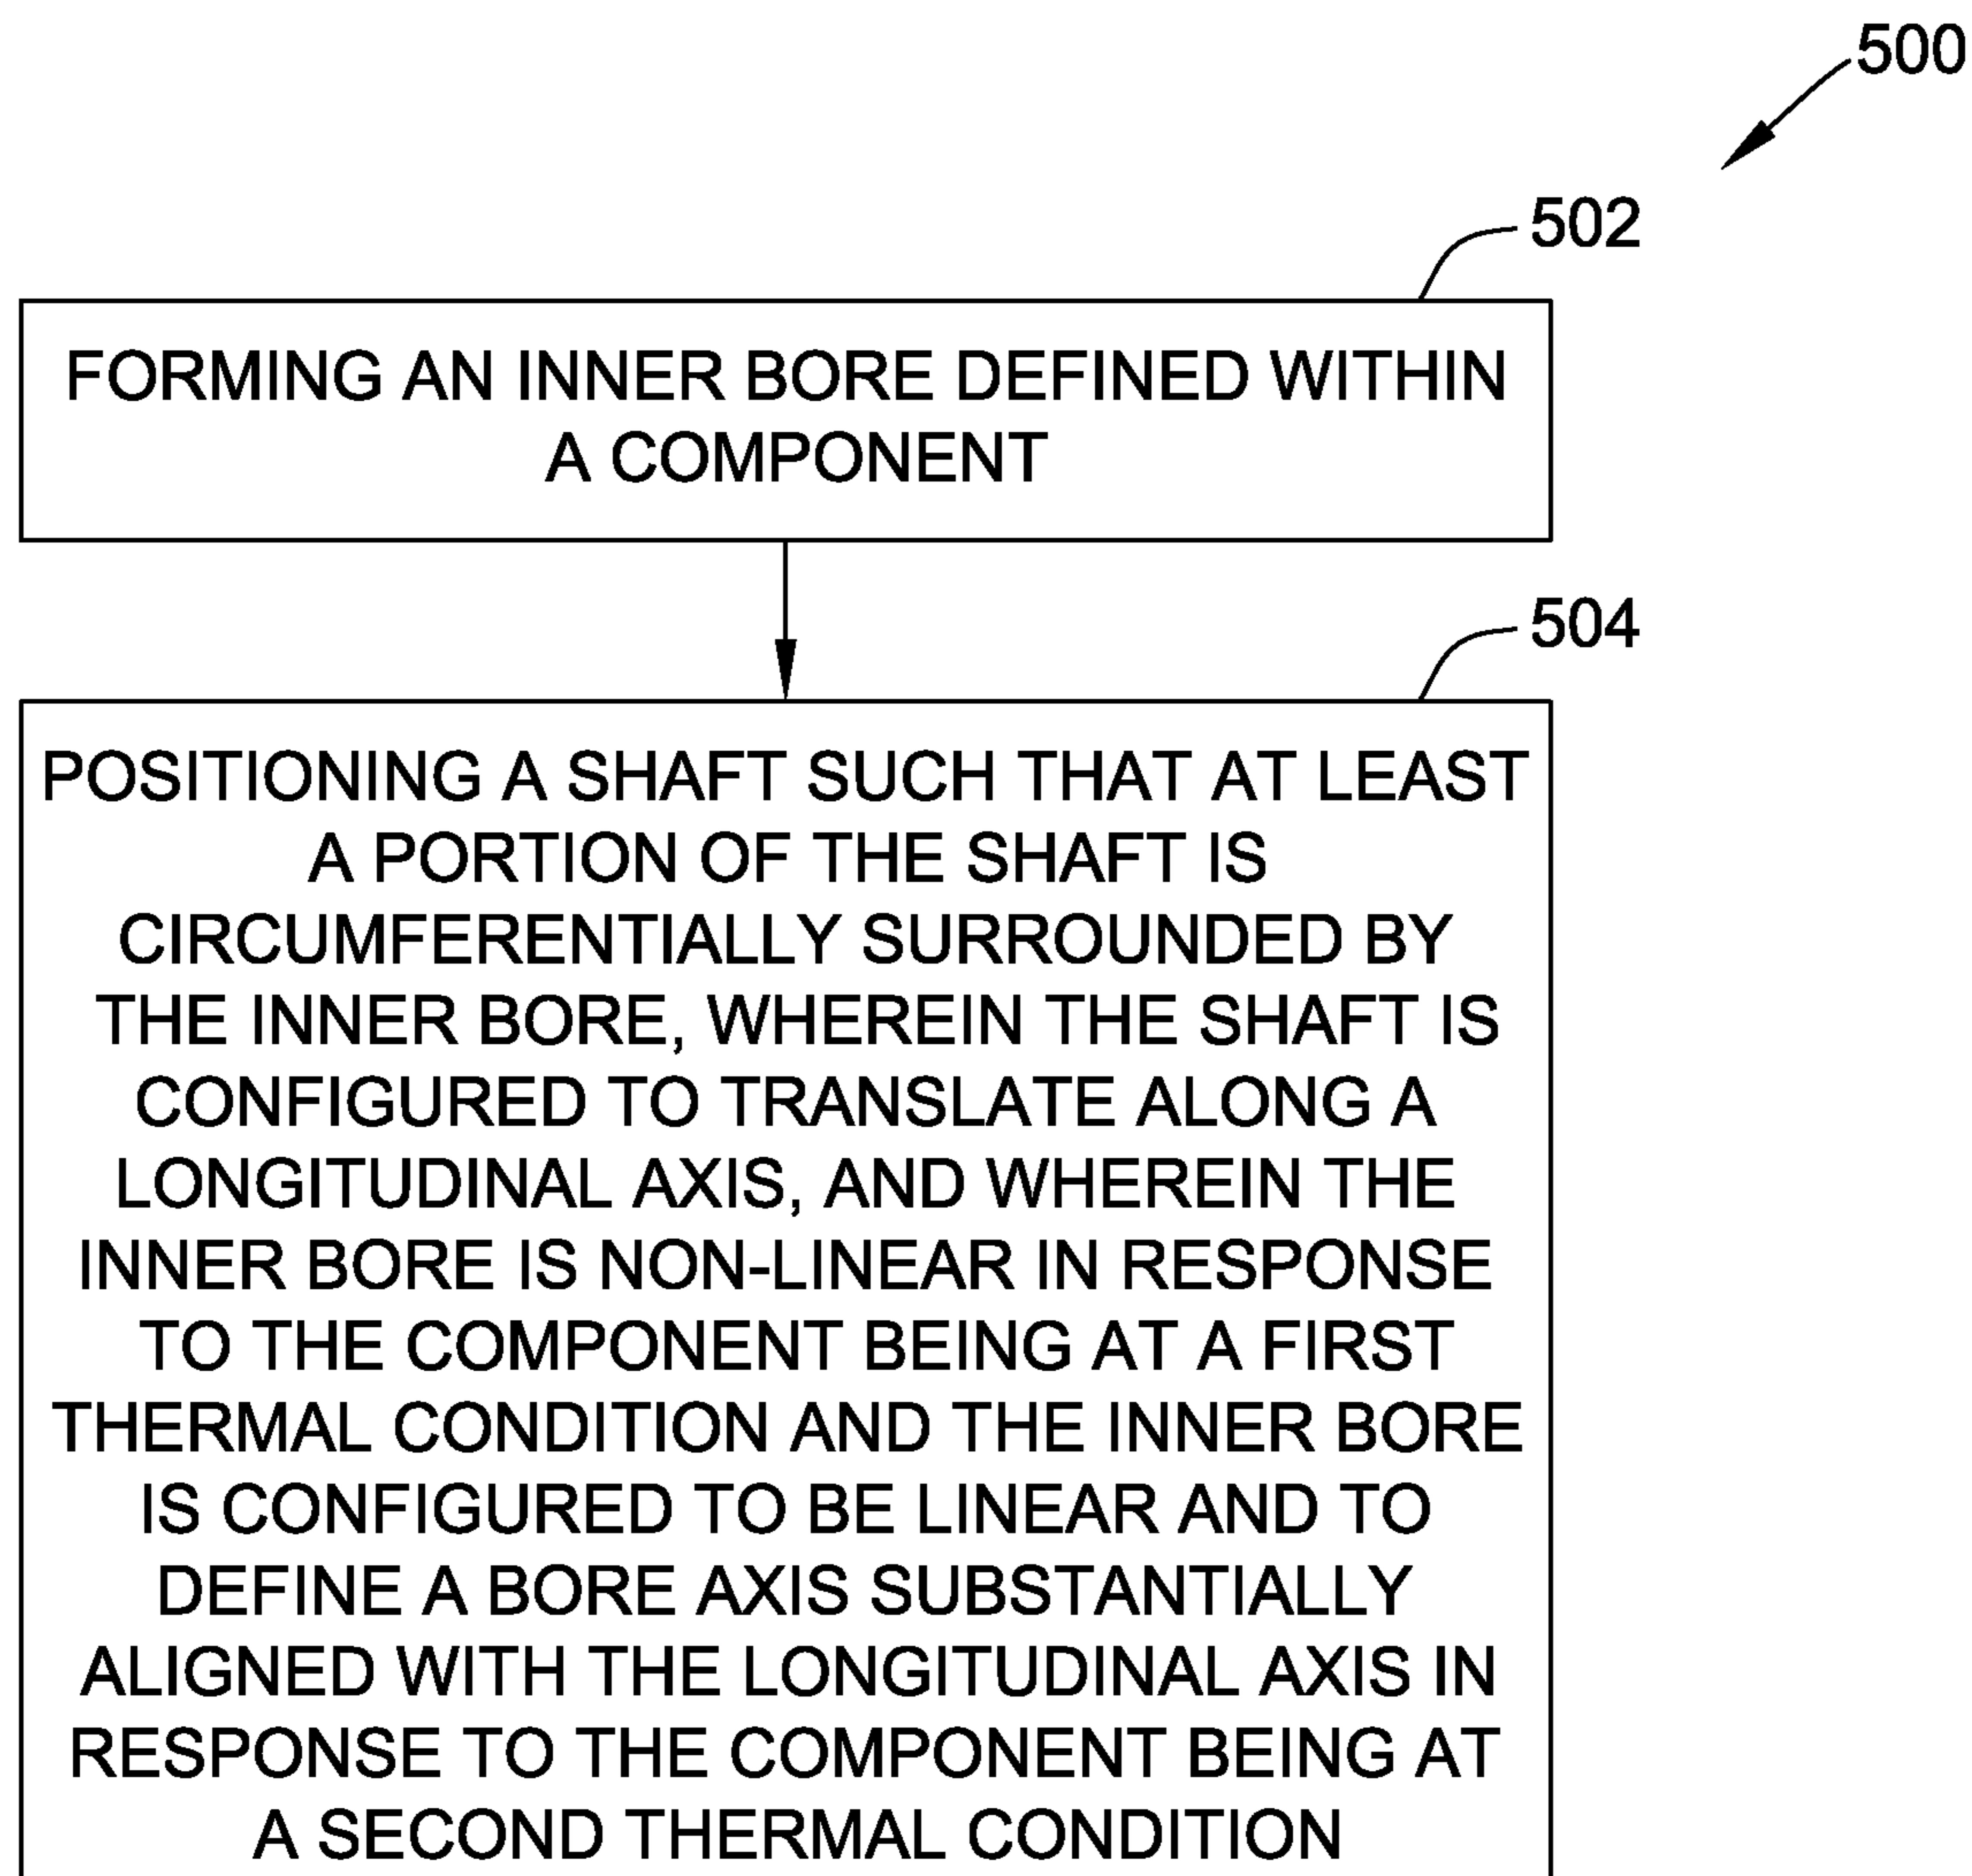 500
502
FORMING AN INNER BORE DEFINED WITHIN
A COMPONENT
504
POSITIONING A SHAFT SUCH THAT AT LEAST
A PORTION OF THE SHAFT IS
CIRCUMFERENTIALLY SURROUNDED BY
THE INNER BORE, WHEREIN THE SHAFT IS
CONFIGURED TO TRANSLATE ALONG A
LONGITUDINAL AXIS, AND WHEREIN THE
INNER BORE IS NON-LINEAR IN RESPONSE
TO THE COMPONENT BEING AT A FIRST
THERMAL CONDITION AND THE INNER BORE
IS CONFIGURED TO BE LINEAR AND TO
DEFINE A BORE AXIS SUBSTANTIALLY
ALIGNED WITH THE LONGITUDINAL AXIS IN
RESPONSE TO THE COMPONENT BEING AT
A SECOND THERMAL CONDITION